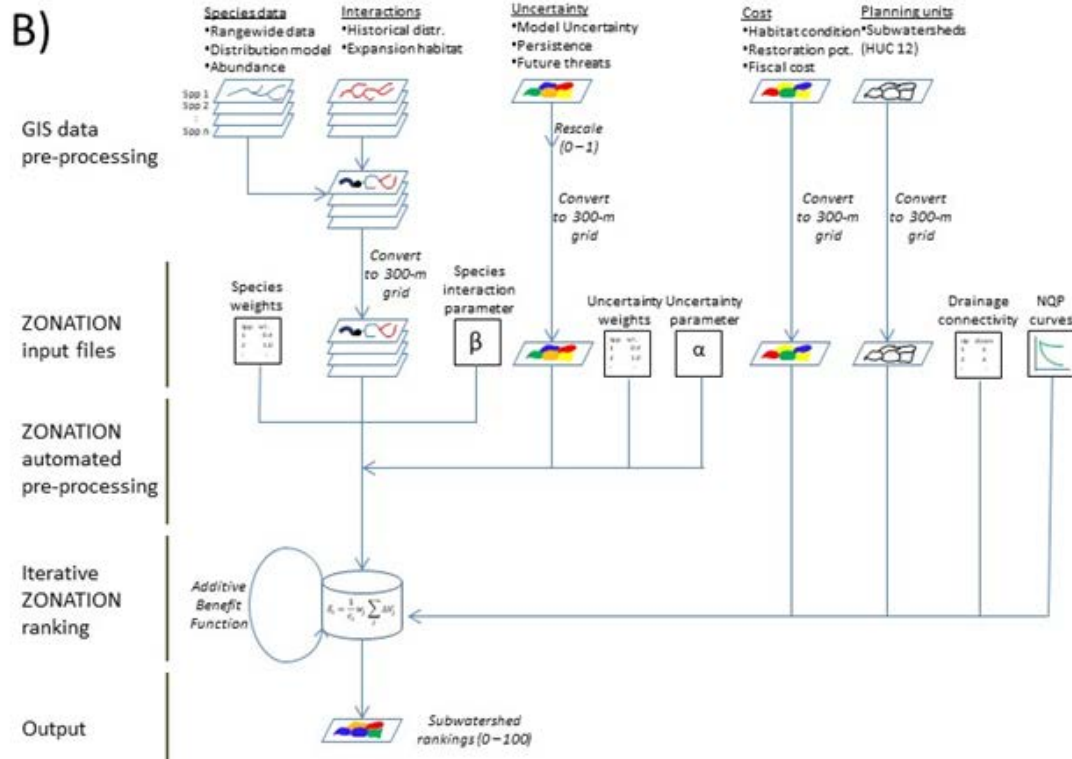 B)
Species data
•Rangewide data
•Distribution model
•Abundance
Interactions
•Historical distr.
•Expansion habitat
Uncertainty
•Model Uncertainty
•Persistence
•Future threats
Cost
•Habitat condition
•Restoration pot.
•Fiscal cost
Planning units
•Subwatersheds
(HUC 12)
Spp 1
Spp 2
:
Spp n
GIS data
pre-processing
Rescale
(0–1)
Convert
to 300-m
grid
Convert
to 300-m
grid
Convert
to 300-m
grid
Convert
to 300-m
grid
ZONATION
input files
Species
weights
Species
interaction
parameter
β
Uncertainty
weights
Uncertainty
parameter
α
Drainage
connectivity
NQP
curves
ZONATION
automated
pre-processing
Iterative
ZONATION
ranking
Additive
Benefit
Function
Output
Subwatershed
rankings (0–100)